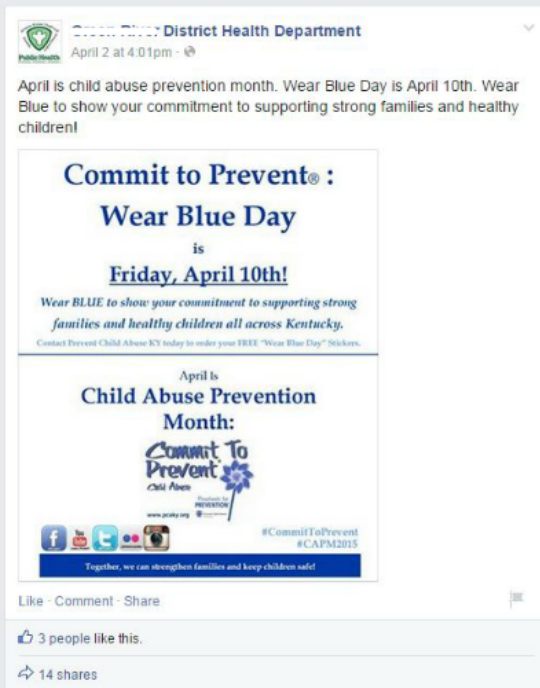 District Health Department
April 2 at 4:01pm ·
April is child abuse prevention month. Wear Blue Day is April 10th. Wear
Blue to show your commitment to supporting strong families and healthy
children!
Commit to Prevent® :
Wear Blue Day
is
Friday, April 10th!
Wear BLUE to show your commitment to supporting strong
families and healthy children all across Kentucky.
Contact Prevent Child Abuse KY today to order your FREE "Wear Blue Day" Stickers.
April Is
Child Abuse Prevention
Month:
Commit To
Prevent
Child Abuse
Pinwheels for
PREVENTION
www.pcaky.org
#CommitToPrevent
#CAPM2015
Together, we can strengthen families and keep children safe!
Like · Comment · Share
3 people like this.
14 shares